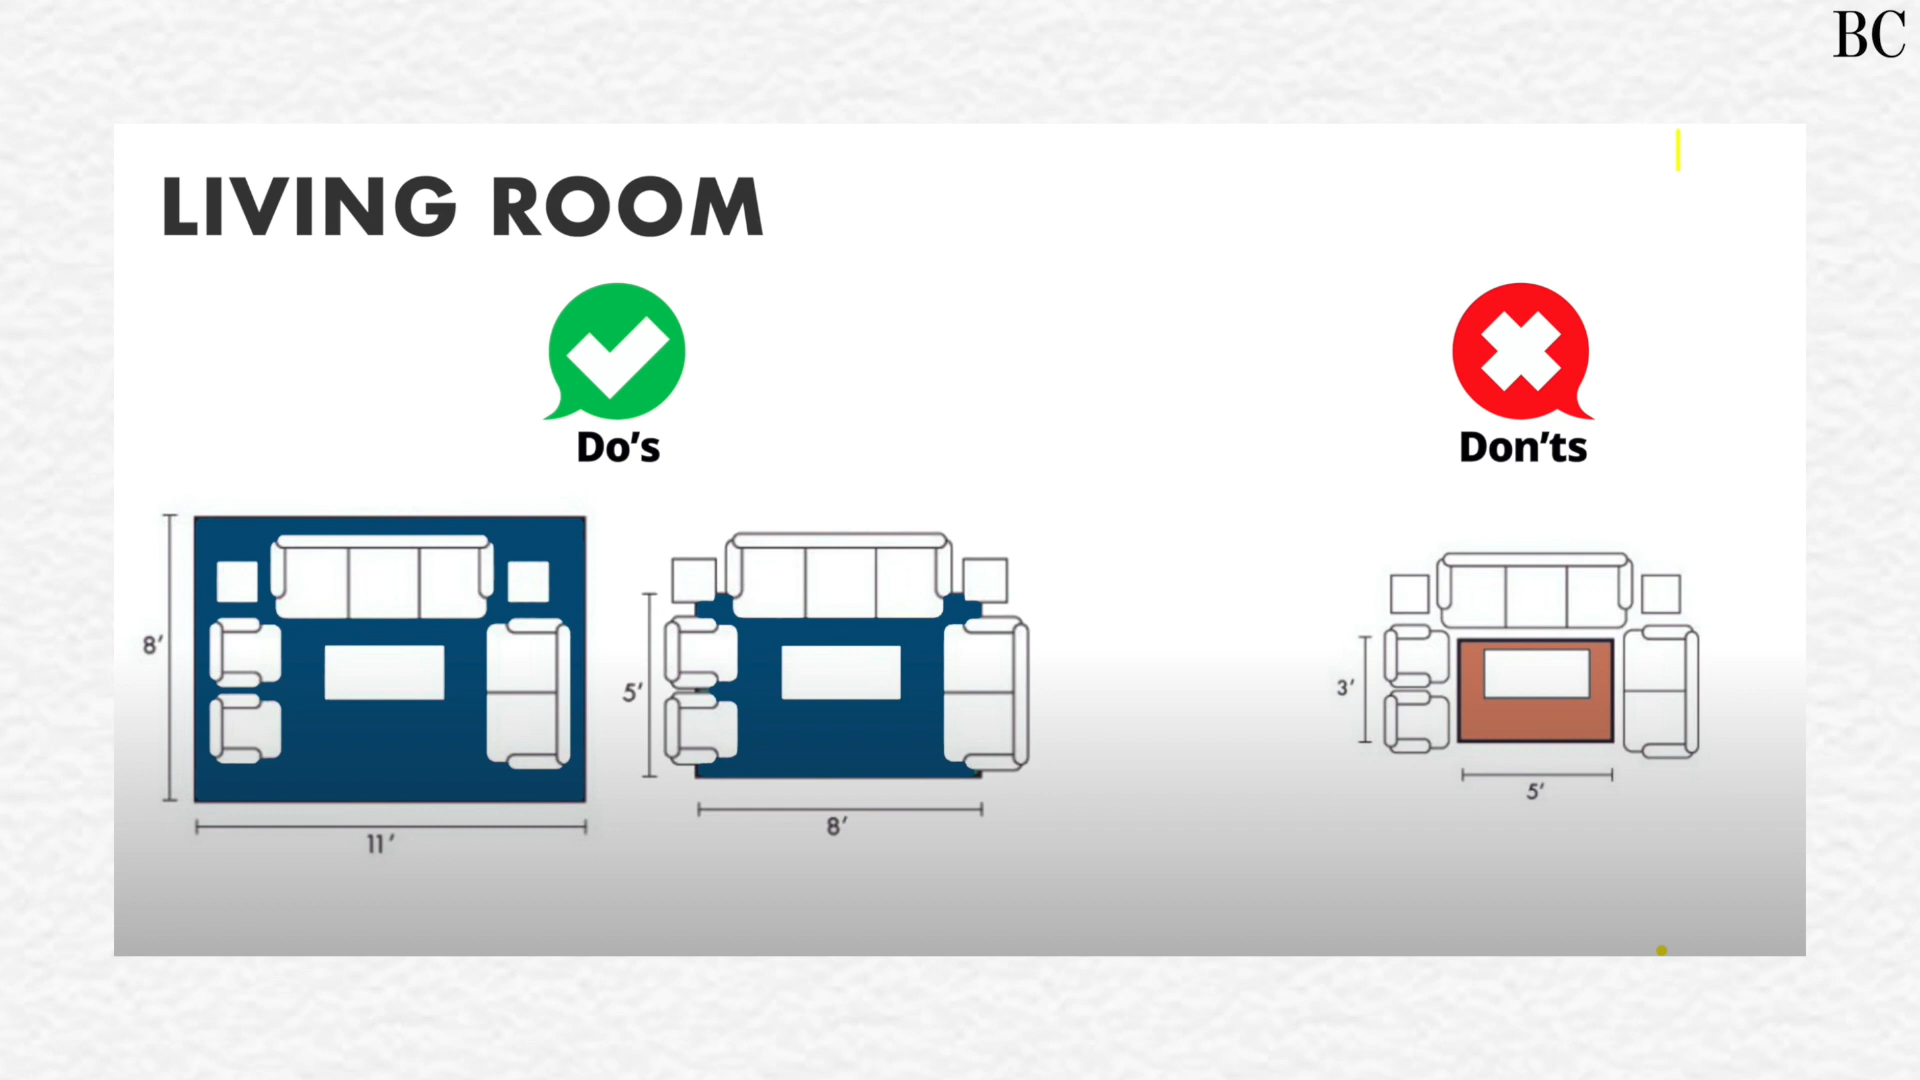 BC
LIVING ROOM
Do’s
Don’ts
8′
11′
5′
8′
3′
5′